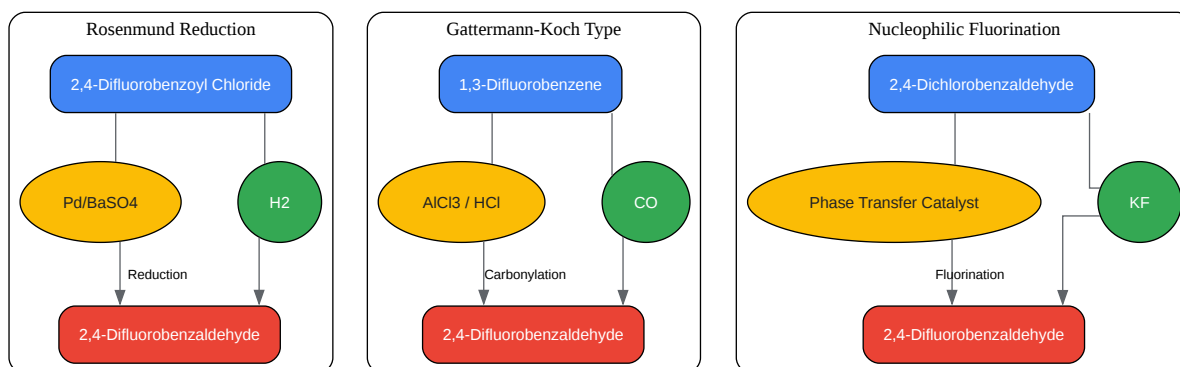 Rosenmund Reduction
2,4-Difluorobenzoyl Chloride
Pd/BaSO4
H2
Reduction
2,4-Difluorobenzaldehyde
Gattermann-Koch Type
1,3-Difluorobenzene
AlCl3 / HCl
CO
Carbonylation
2,4-Difluorobenzaldehyde
Nucleophilic Fluorination
2,4-Dichlorobenzaldehyde
Phase Transfer Catalyst
KF
Fluorination
2,4-Difluorobenzaldehyde